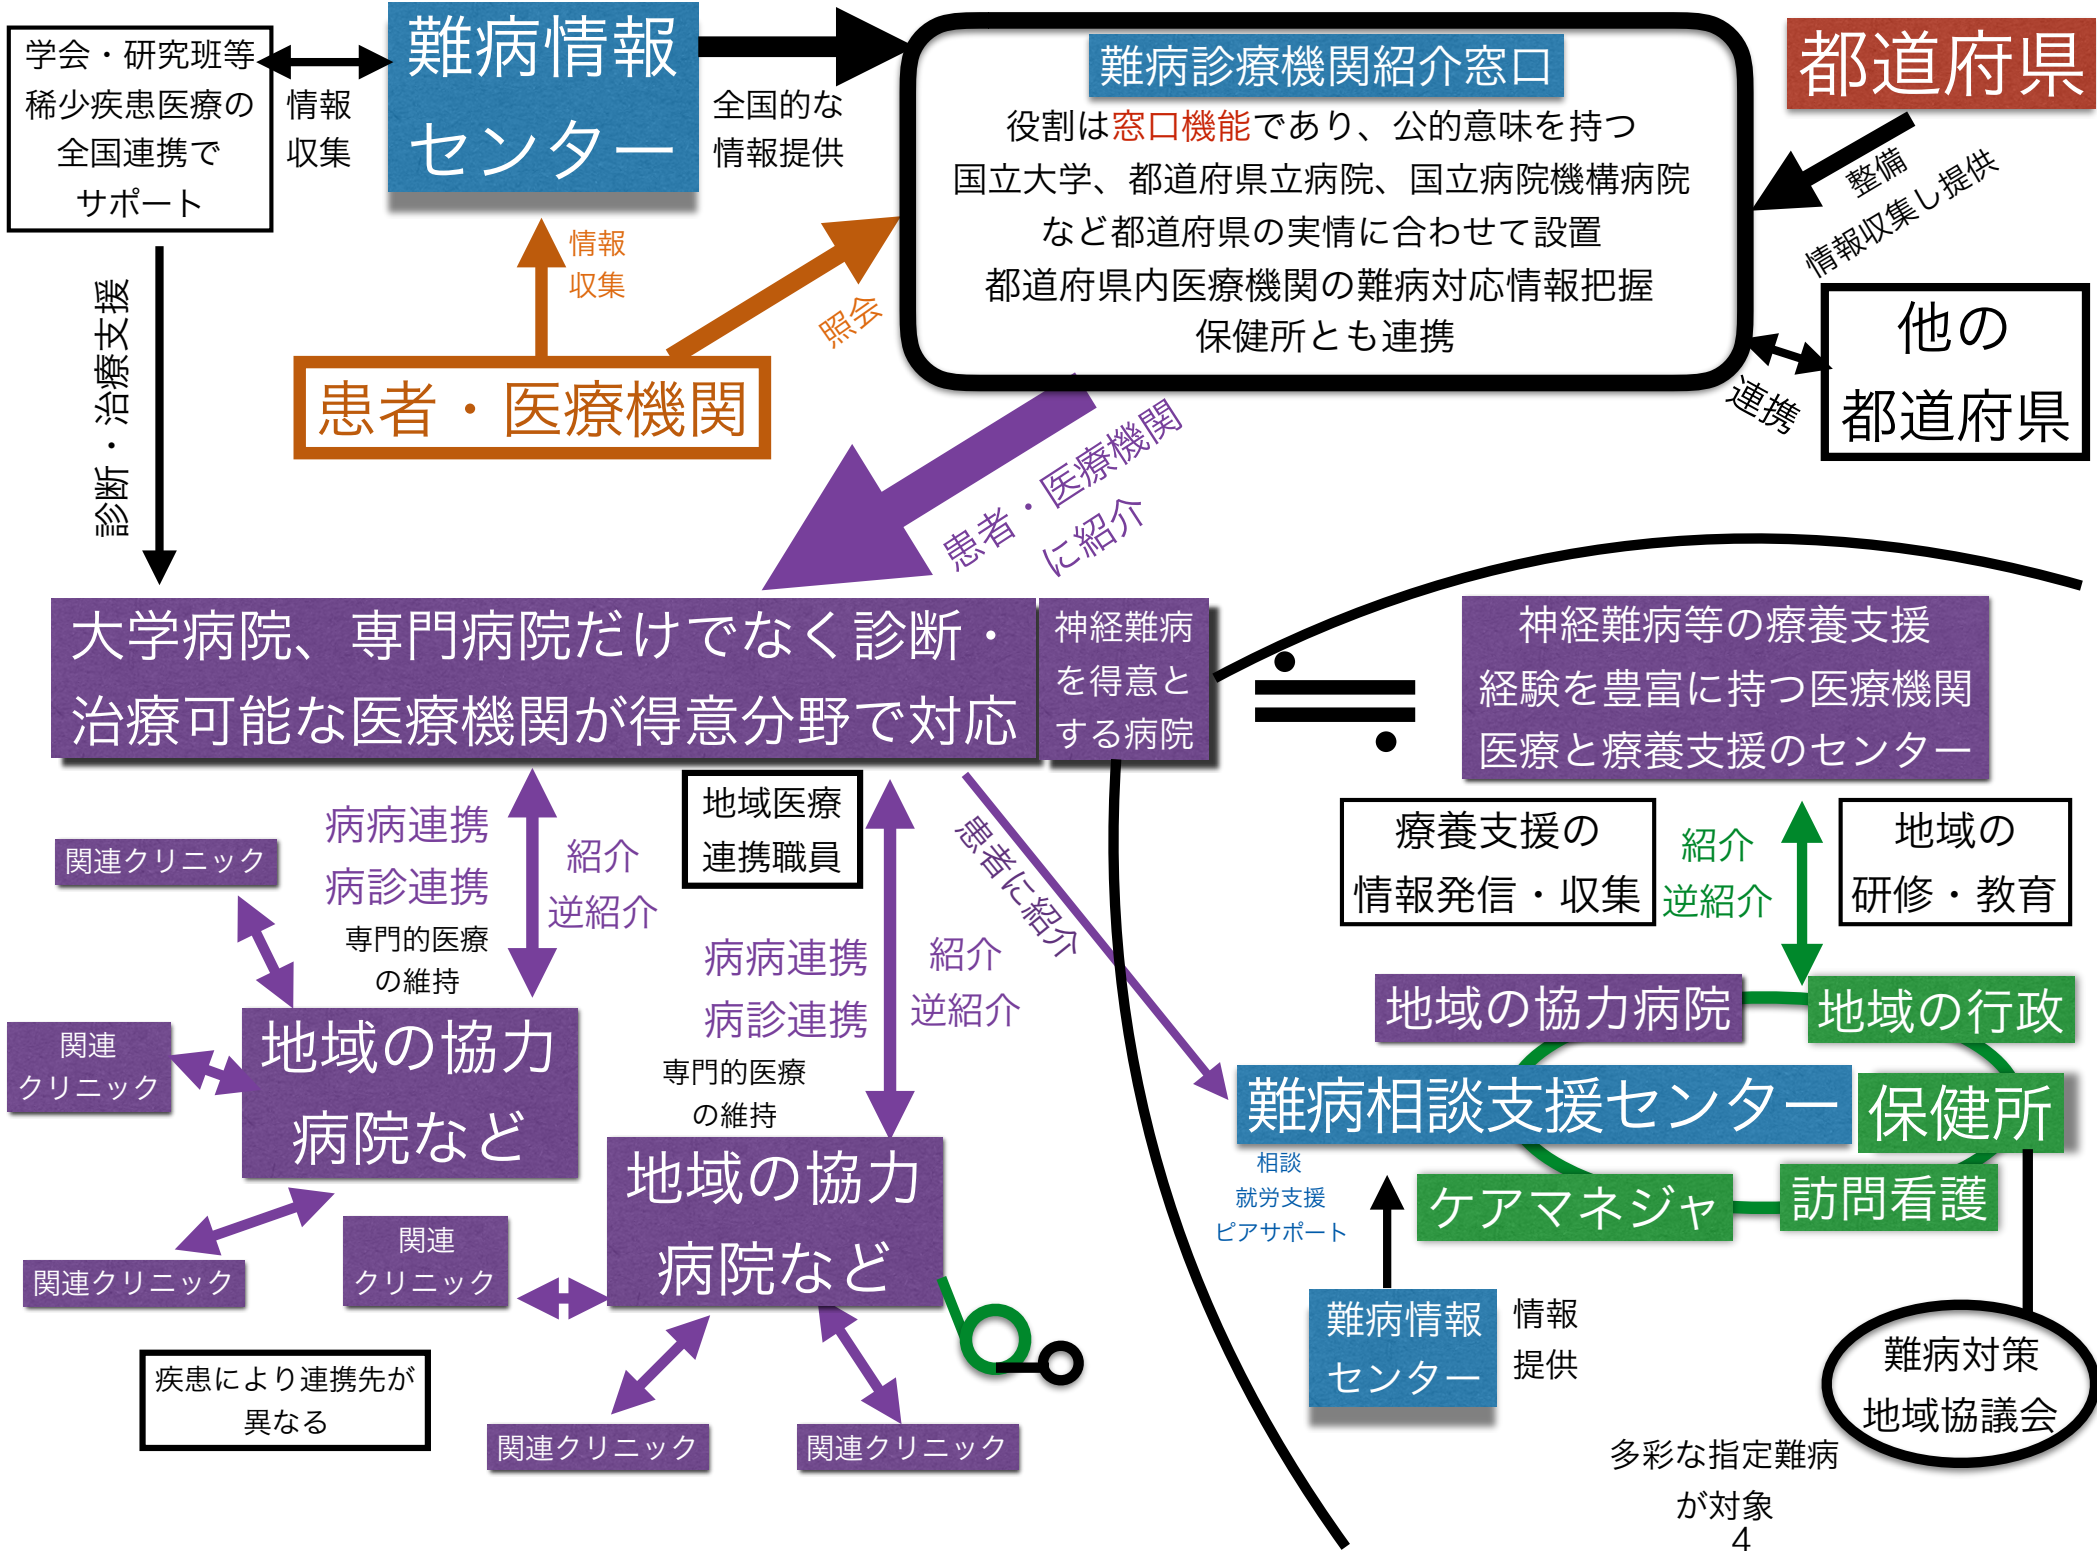 学会・研究班等
稀少疾患医療の
全国連携で
サポート
情報
収集
難病情報
センター
全国的な
情報提供
難病診療機関紹介窓口
役割は窓口機能であり、公的意味を持つ
国立大学、都道府県立病院、国立病院機構病院
など都道府県の実情に合わせて設置
都道府県内医療機関の難病対応情報把握
保健所とも連携
都道府県
整備
情報収集し提供
他の
都道府県
連携
情報
収集
照会
患者・医療機関
診断・治療支援
患者・医療機関
に紹介
大学病院、専門病院だけでなく診断・
治療可能な医療機関が得意分野で対応
神経難病
を得意と
する病院
≒
神経難病等の療養支援
経験を豊富に持つ医療機関
医療と療養支援のセンター
病病連携
病診連携
専門的医療
の維持
紹介
逆紹介
地域医療
連携職員
病病連携
病診連携
専門的医療
の維持
紹介
逆紹介
患者に紹介
関連クリニック
関連
クリニック
地域の協力
病院など
関連クリニック
関連
クリニック
地域の協力
病院など
関連クリニック
関連クリニック
疾患により連携先が
異なる
療養支援の
情報発信・収集
紹介
逆紹介
地域の
研修・教育
地域の協力病院
地域の行政
難病相談支援センター
保健所
相談
就労支援
ピアサポート
ケアマネジャ
訪問看護
難病情報
センター
情報
提供
難病対策
地域協議会
多彩な指定難病
が対象
4